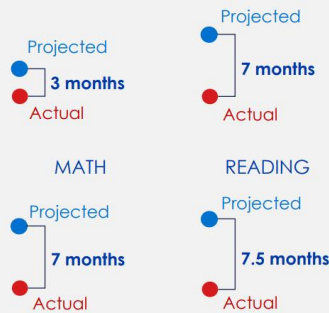 Projected
3 months
Actual
Projected
7 months
Actual
MATH
READING
Projected
7 months
Actual
Projected
7.5 months
Actual